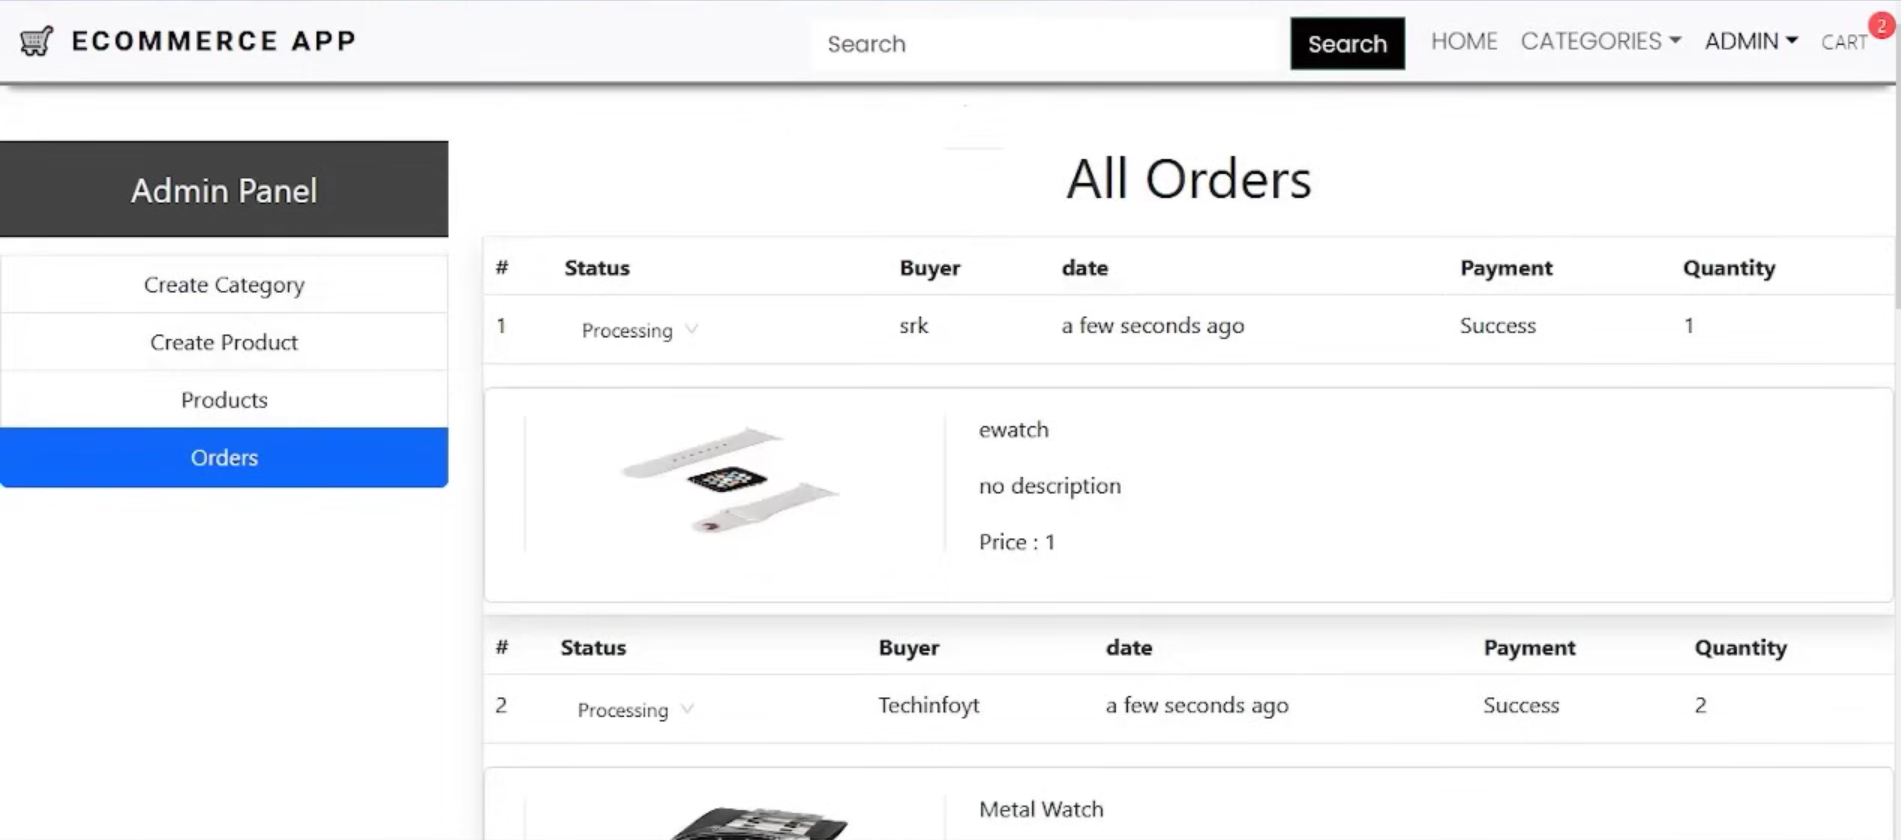 ECOMMERCE APP
Search
Search
HOME
CATEGORIES
ADMIN
CART
2
Admin Panel
Create Category
Create Product
Products
Orders
All Orders
# Status Buyer date Payment Quantity
1 Processing srk a few seconds ago Success 1
ewatch
no description
Price : 1
# Status Buyer date Payment Quantity
2 Processing Techinfoyt a few seconds ago Success 2
Metal Watch